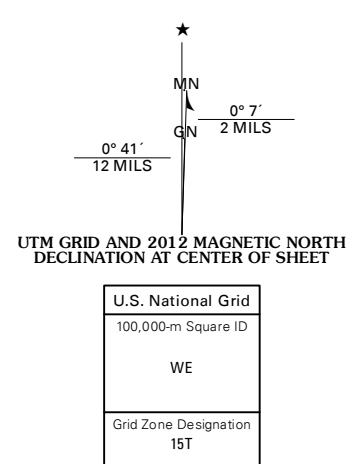 ★
MN
0° 7´
2 MILS
GN
0° 41´
12 MILS
UTM GRID AND 2012 MAGNETIC NORTH
DECLINATION AT CENTER OF SHEET
U.S. National Grid
100,000-m Square ID
WE
Grid Zone Designation
15T